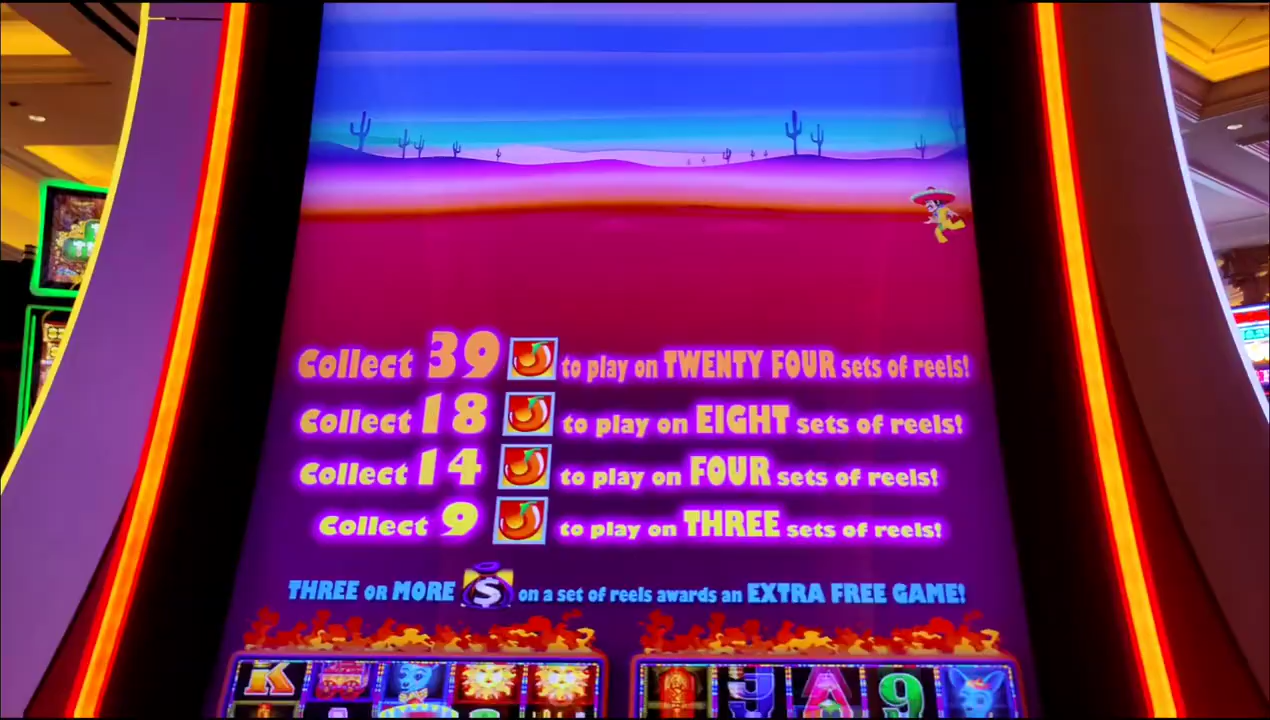 Collect 39 to play on TWENTY FOUR sets of reels!
Collect 18 to play on EIGHT sets of reels!
Collect 14 to play on FOUR sets of reels!
Collect 9 to play on THREE sets of reels!
THREE OR MORE $ on a set of reels awards an EXTRA FREE GAME!
K J A 9